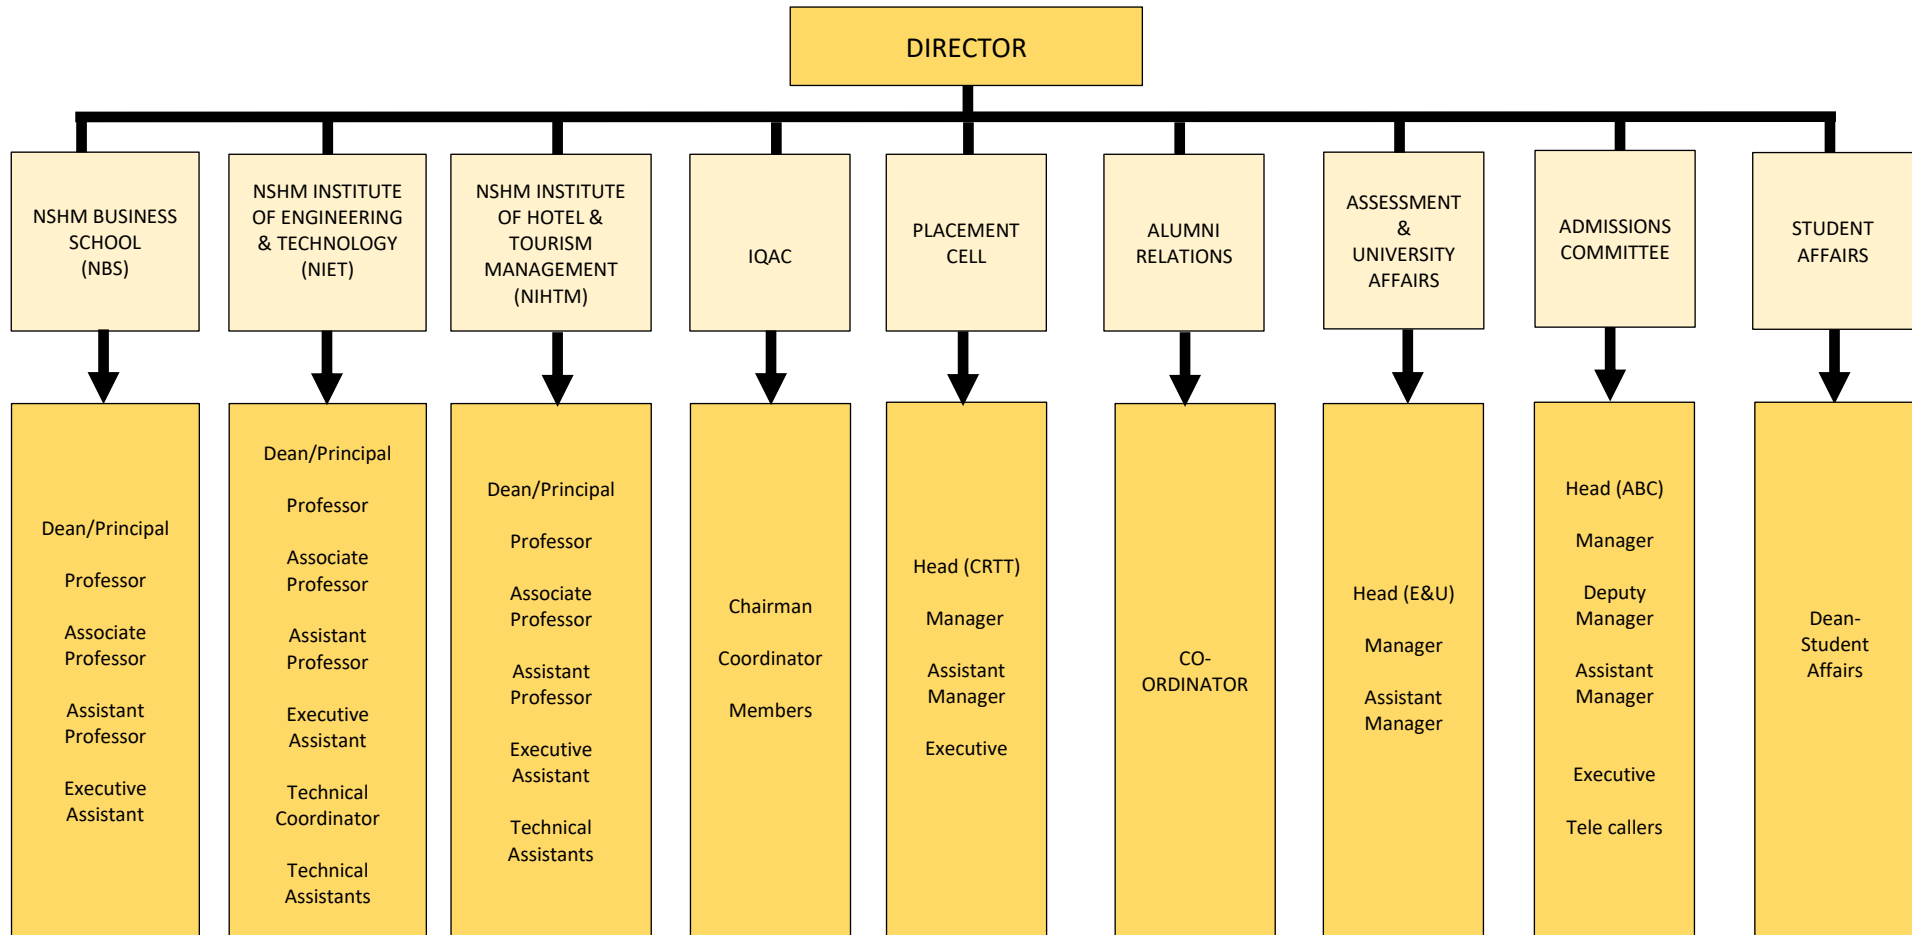 DIRECTOR
NSHM BUSINESS
SCHOOL
(NBS)
NSHM INSTITUTE
OF ENGINEERING
& TECHNOLOGY
(NIET)
NSHM INSTITUTE
OF HOTEL &
TOURISM
MANAGEMENT
(NIHTM)
IQAC
PLACEMENT
CELL
ALUMNI
RELATIONS
ASSESSMENT
&
UNIVERSITY
AFFAIRS
ADMISSIONS
COMMITTEE
STUDENT
AFFAIRS
Dean/Principal
Professor
Associate
Professor
Assistant
Professor
Executive
Assistant
Dean/Principal
Professor
Associate
Professor
Assistant
Professor
Executive
Assistant
Technical
Coordinator
Technical
Assistants
Dean/Principal
Professor
Associate
Professor
Assistant
Professor
Executive
Assistant
Technical
Assistants
Chairman
Coordinator
Members
Head (CRTT)
Manager
Assistant
Manager
Executive
CO-
ORDINATOR
Head (E&U)
Manager
Assistant
Manager
Head (ABC)
Manager
Deputy
Manager
Assistant
Manager
Executive
Tele callers
Dean-
Student
Affairs